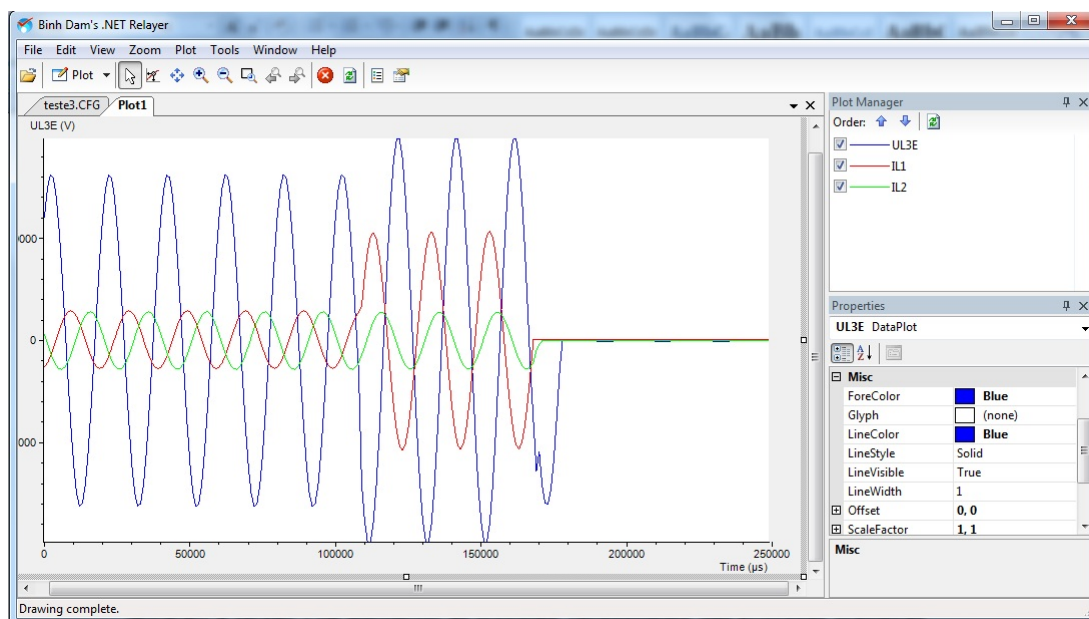 Binh Dam's .NET Relayer
File Edit View Zoom Plot Tools Window Help
Plot
teste3.CFG Plot1
UL3E (V)
0000
0
0000
0 50000 100000 150000 200000 250000
Time (µs)
Plot Manager
Order:
UL3E
IL1
IL2
Properties
UL3E DataPlot
Misc
ForeColor Blue
Glyph (none)
LineColor Blue
LineStyle Solid
LineVisible True
LineWidth 1
Offset 0, 0
ScaleFactor 1, 1
Misc
Drawing complete.